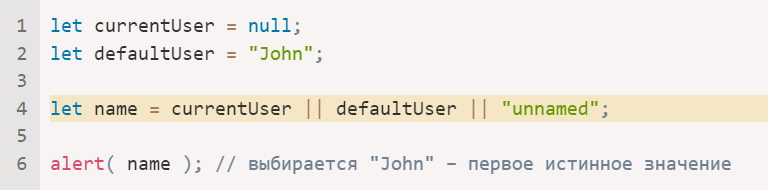 1 let currentUser = null;
2 let defaultUser = "John";
3
4 let name = currentUser || defaultUser || "unnamed";
5
6 alert( name ); // выбирается "John" – первое истинное значение